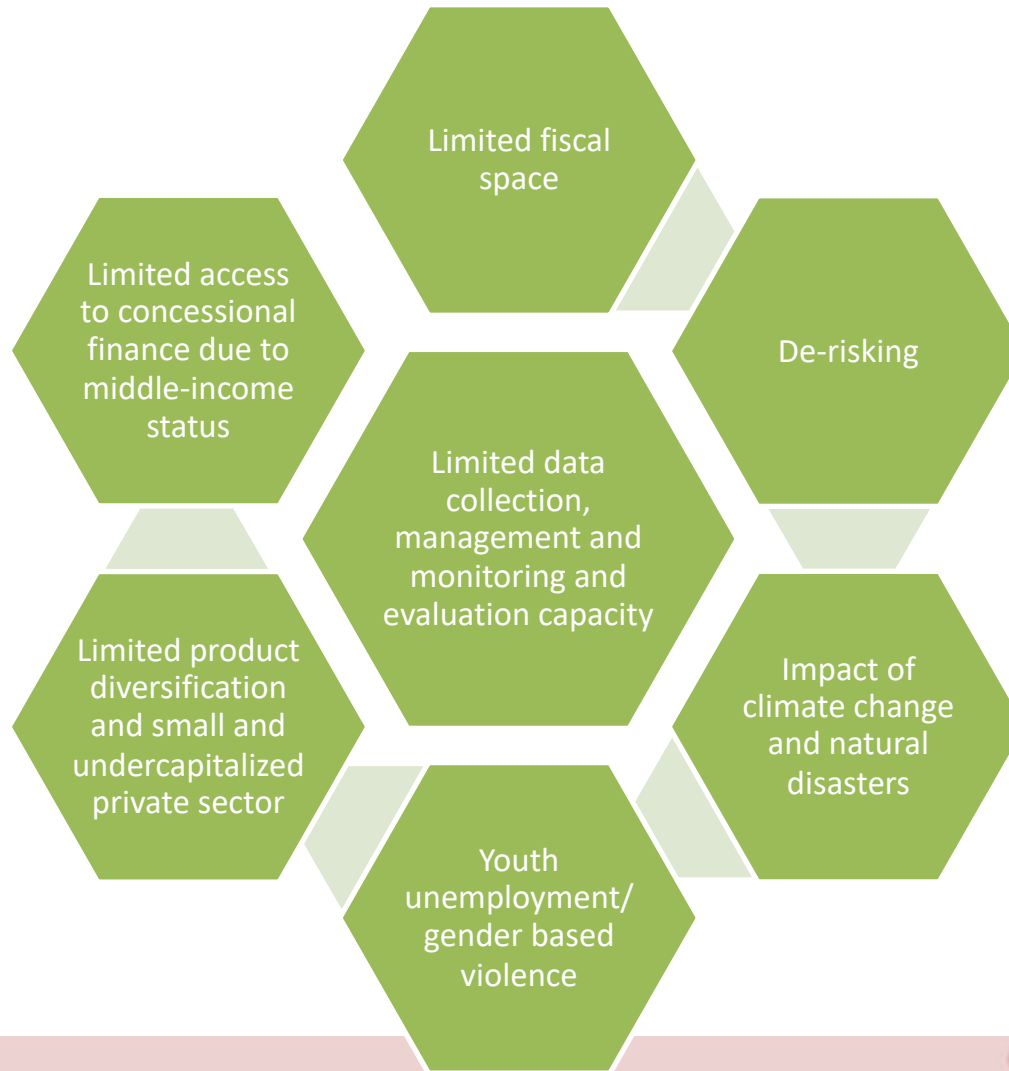 Limited fiscal
space
De-risking
Impact of
climate change
and natural
disasters
Youth
unemployment/
gender based
violence
Limited product
diversification
and small and
undercapitalized
private sector
Limited access
to concessional
finance due to
middle-income
status
Limited data
collection,
management and
monitoring and
evaluation capacity